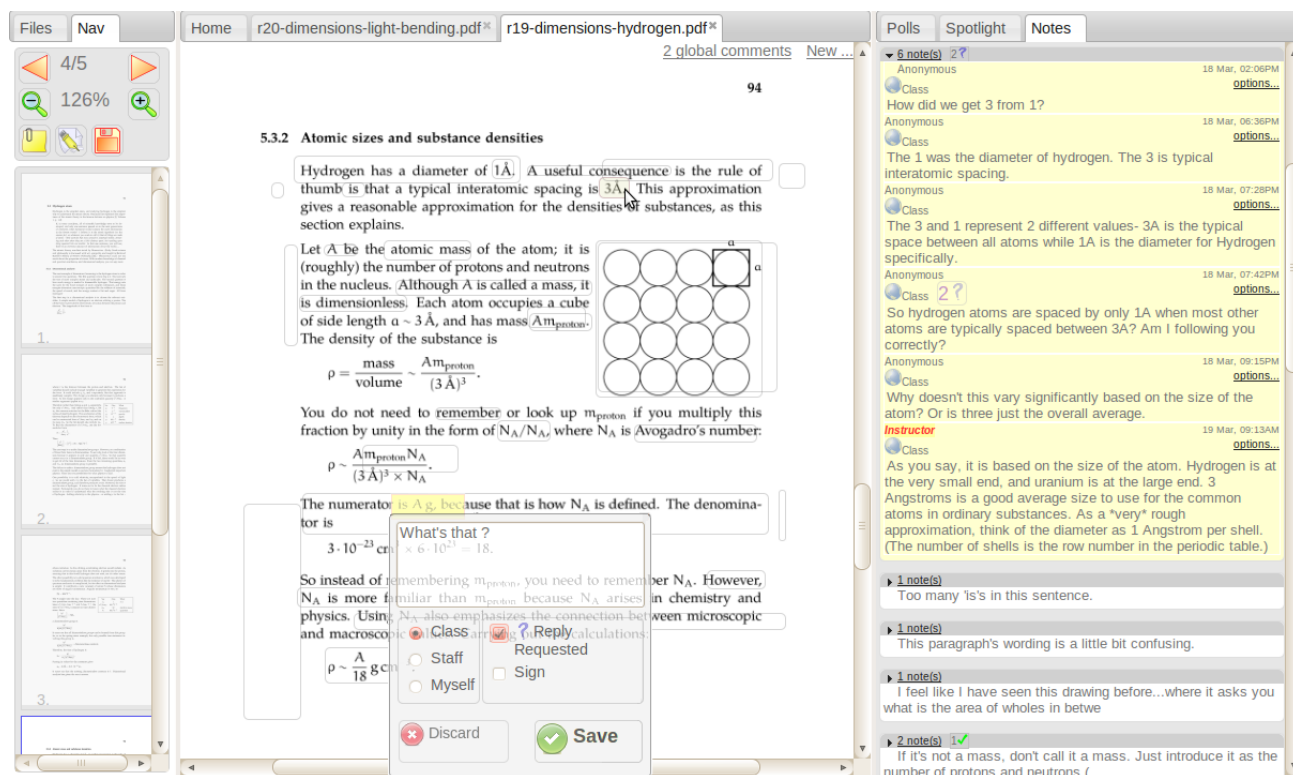 Files Nav
4/5
126%
1.
2.
3.
Home r20-dimensions-light-bending.pdf r19-dimensions-hydrogen.pdf
2 global comments New ...
94
5.3.2 Atomic sizes and substance densities
Hydrogen has a diameter of 1Å. A useful consequence is the rule of
thumb is that a typical interatomic spacing is 3Å. This approximation
gives a reasonable approximation for the densities of substances, as this
section explains.
Let A be the atomic mass of the atom; it is
(roughly) the number of protons and neutrons
in the nucleus. Although A is called a mass, it
is dimensionless. Each atom occupies a cube
of side length a ~ 3 Å, and has mass Am_proton.
The density of the substance is
a
a
ρ = mass/volume ~ Am_proton/(3 Å)³.
You do not need to remember or look up m_proton if you multiply this
fraction by unity in the form of N_A/N_A, where N_A is Avogadro's number:
ρ ~ Am_proton N_A/(3 Å)³ × N_A.
The numerator is A g, because that is how N_A is defined. The denomina-
tor is
3 · 10⁻²³ cm³ × 6 · 10²³ = 18.
So instead of remembering m_proton, you need to remember N_A. However,
N_A is more familiar than m_proton because N_A arises in chemistry and
physics. Using N_A also emphasizes the connection between microscopic
and macroscopic calculations:
ρ ~ A/18 g cm
What's that ?
Class
Staff
Myself
? Reply
Requested
Sign
Discard
Save
Polls Spotlight Notes
6 note(s) 2?
Anonymous 18 Mar, 02:06PM
Class options...
How did we get 3 from 1?
Anonymous 18 Mar, 06:36PM
Class options...
The 1 was the diameter of hydrogen. The 3 is typical
interatomic spacing.
Anonymous 18 Mar, 07:28PM
Class options...
The 3 and 1 represent 2 different values- 3A is the typical
space between all atoms while 1A is the diameter for Hydrogen
specifically.
Anonymous 18 Mar, 07:42PM
Class 2? options...
So hydrogen atoms are spaced by only 1A when most other
atoms are typically spaced between 3A? Am I following you
correctly?
Anonymous 18 Mar, 09:15PM
Class options...
Why doesn't this vary significantly based on the size of the
atom? Or is three just the overall average.
Instructor 19 Mar, 09:13AM
Class options...
As you say, it is based on the size of the atom. Hydrogen is at
the very small end, and uranium is at the large end. 3
Angstroms is a good average size to use for the common
atoms in ordinary substances. As a *very* rough
approximation, think of the diameter as 1 Angstrom per shell.
(The number of shells is the row number in the periodic table.)
1 note(s)
Too many 'is's in this sentence.
1 note(s)
This paragraph's wording is a little bit confusing.
1 note(s)
I feel like I have seen this drawing before...where it asks you
what is the area of wholes in betwe
2 note(s) 1
If it's not a mass, don't call it a mass. Just introduce it as the
number of protons and neutrons (